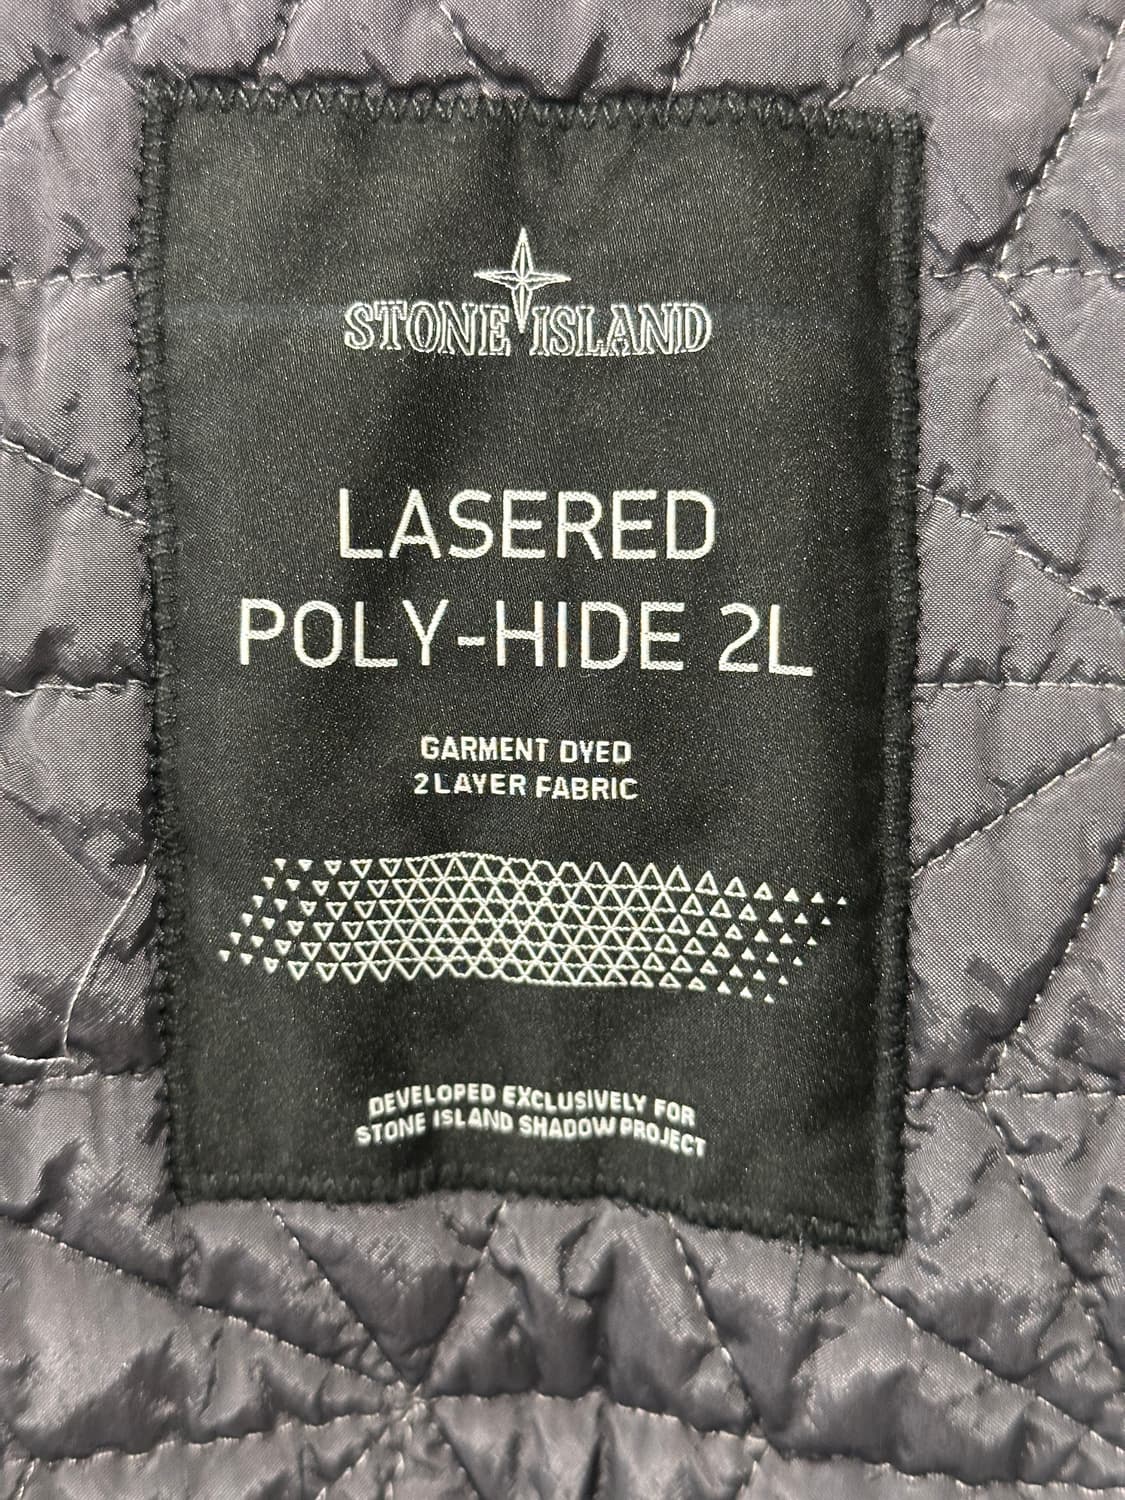 STONE ISLAND
LASERED
POLY-HIDE 2L
GARMENT DYED
2 LAYER FABRIC
DEVELOPED EXCLUSIVELY FOR
STONE ISLAND SHADOW PROJECT